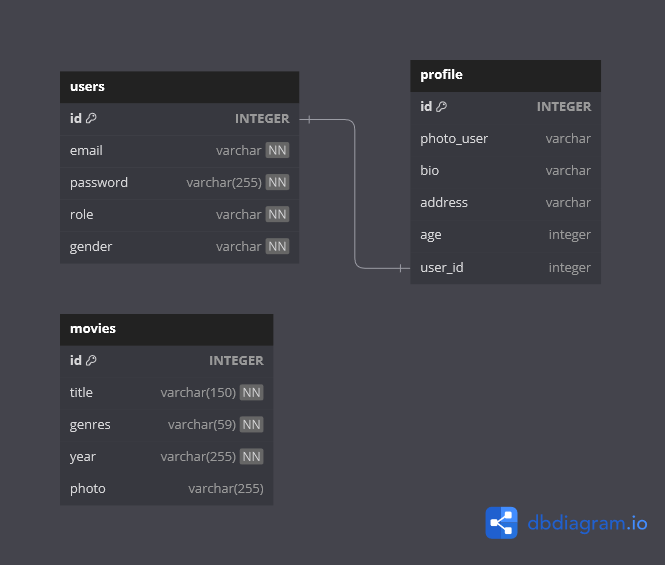 users
id INTEGER
email varchar NN
password varchar(255) NN
role varchar NN
gender varchar NN
profile
id INTEGER
photo_user varchar
bio varchar
address varchar
age integer
user_id integer
movies
id INTEGER
title varchar(150) NN
genres varchar(59) NN
year varchar(255) NN
photo varchar(255)
dbdiagram.io